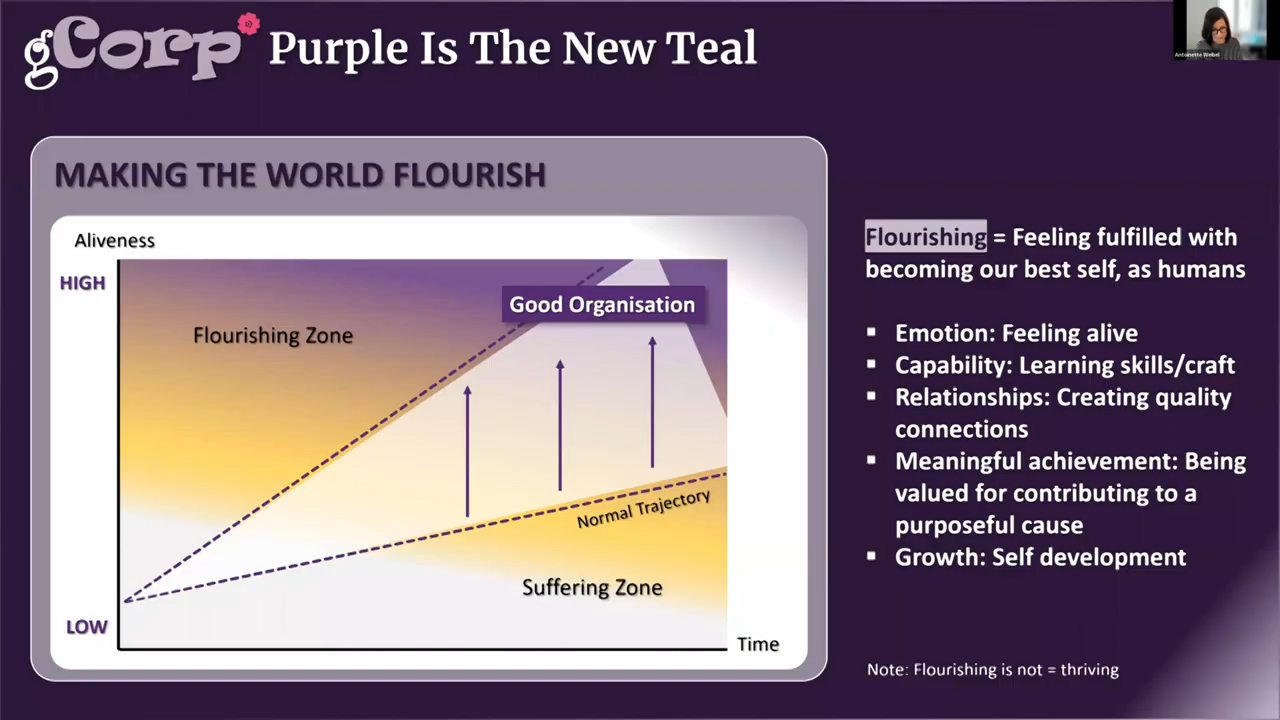 gCorp Purple Is The New Teal
Antoinette Weibel
MAKING THE WORLD FLOURISH
Aliveness
HIGH
Good Organisation
Flourishing Zone
Normal Trajectory
Suffering Zone
LOW
Time
Flourishing = Feeling fulfilled with
becoming our best self, as humans
▪ Emotion: Feeling alive
▪ Capability: Learning skills/craft
▪ Relationships: Creating quality
connections
▪ Meaningful achievement: Being
valued for contributing to a
purposeful cause
▪ Growth: Self development
Note: Flourishing is not = thriving